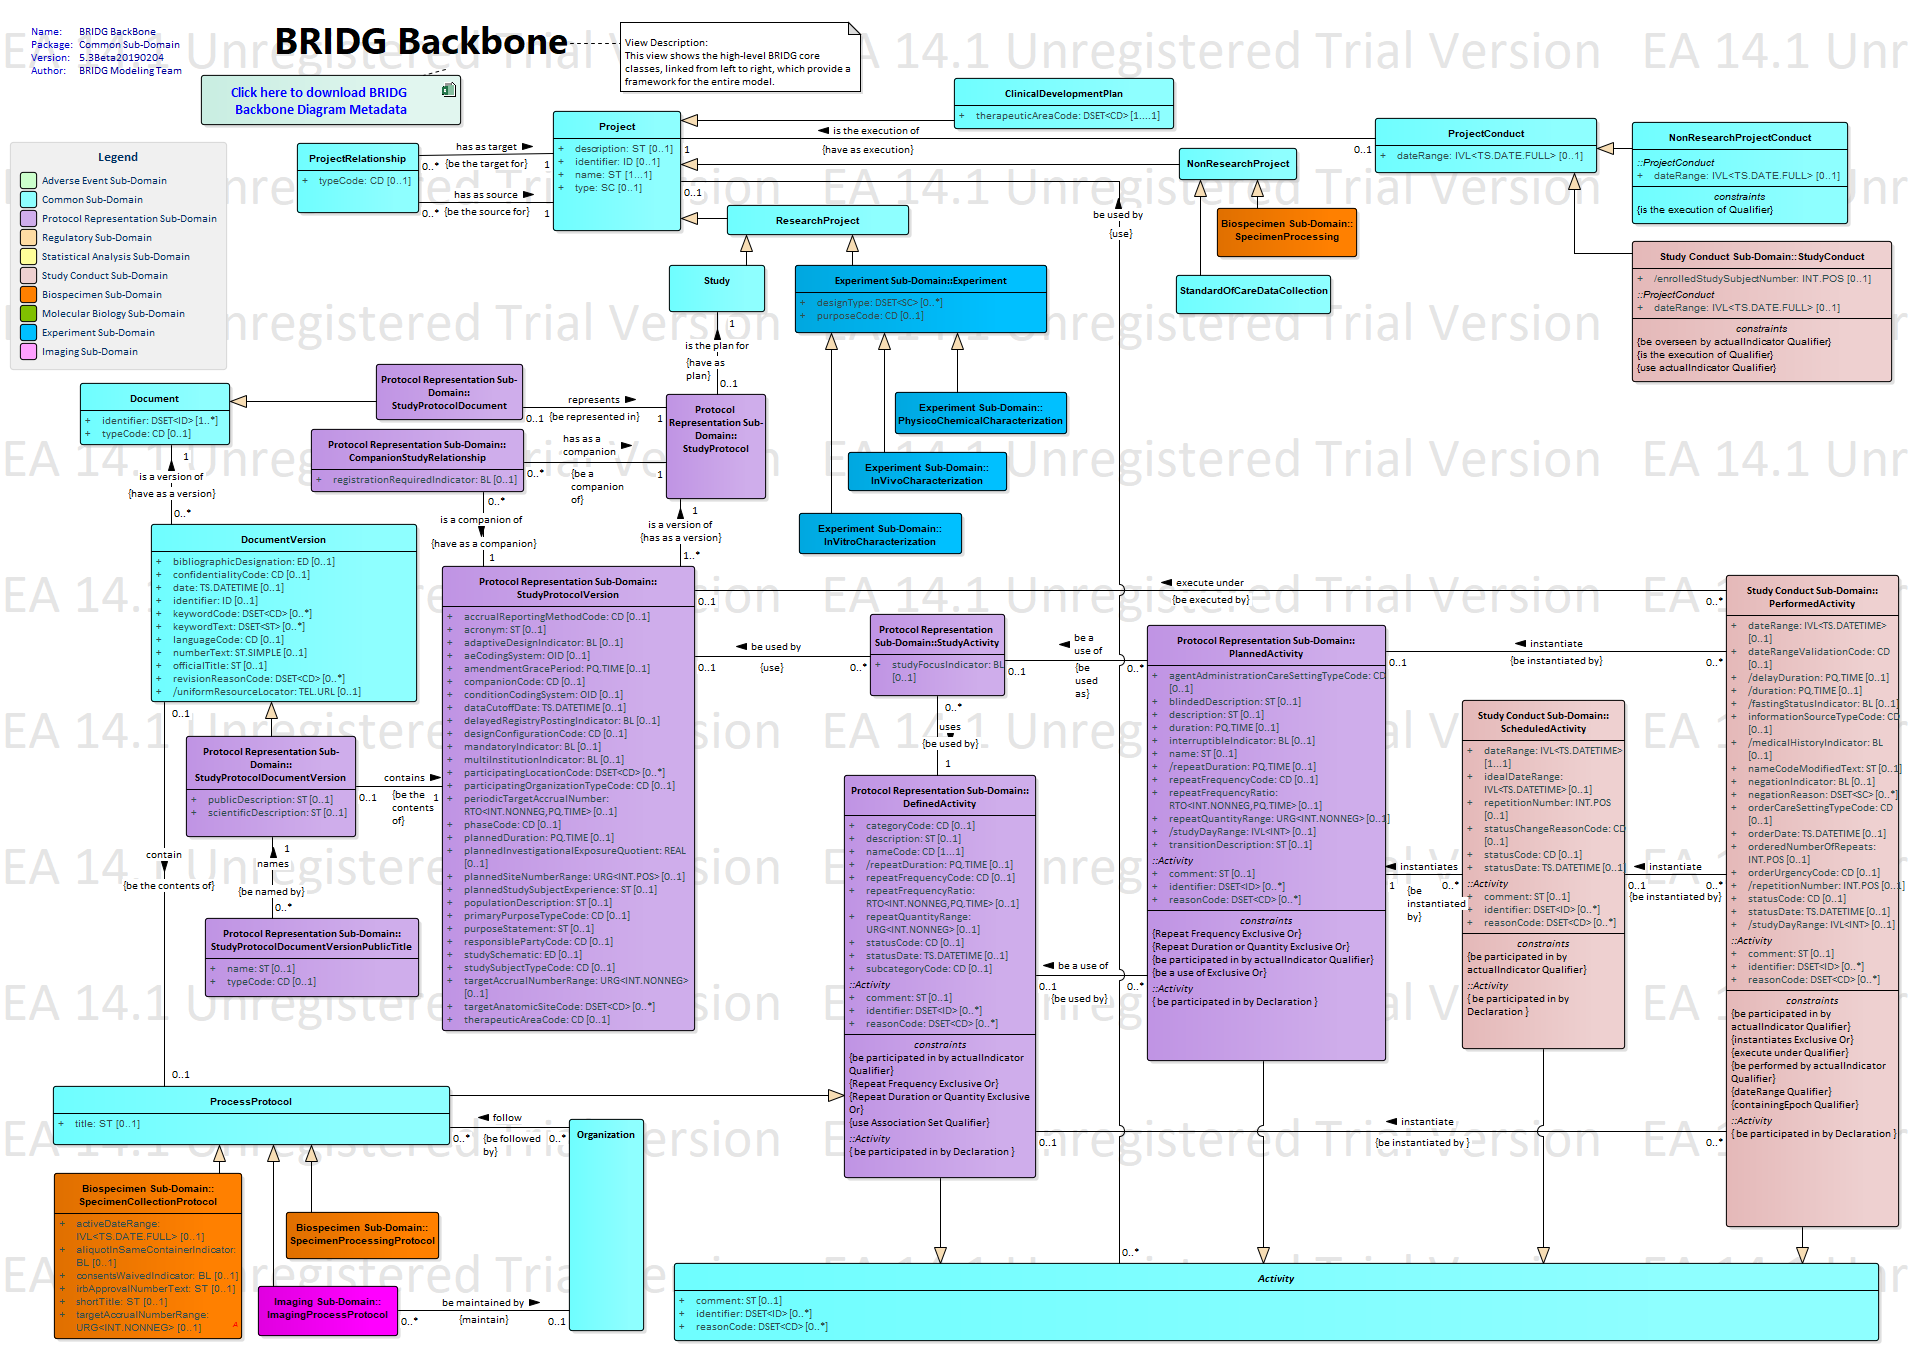 Name: BRIDG BackBone
Package: Common Sub-Domain
Version: 5.3Beta20190204
Author: BRIDG Modeling Team
BRIDG Backbone
View Description:
This view shows the high-level BRIDG core
classes, linked from left to right, which provide a
framework for the entire model.
Click here to download BRIDG
Backbone Diagram Metadata
Legend
Adverse Event Sub-Domain
Common Sub-Domain
Protocol Representation Sub-Domain
Regulatory Sub-Domain
Statistical Analysis Sub-Domain
Study Conduct Sub-Domain
Biospecimen Sub-Domain
Molecular Biology Sub-Domain
Experiment Sub-Domain
Imaging Sub-Domain
ProjectRelationship
+ typeCode: CD [0..1]
has as target
0..* {be the target for} 1
has as source
0..* {be the source for} 1
Project
+ description: ST [0..1]
+ identifier: ID [0..1]
+ name: ST [1...1]
+ type: SC [0..1]
ClinicalDevelopmentPlan
+ therapeuticAreaCode: DSET<CD> [1....1]
is the execution of
1 {have as execution} 0..1
ProjectConduct
+ dateRange: IVL<TS.DATE.FULL> [0..1]
NonResearchProjectConduct
::ProjectConduct
+ dateRange: IVL<TS.DATE.FULL> [0..1]
constraints
{is the execution of Qualifier}
NonResearchProject
0..1
be used by
{use}
ResearchProject
Biospecimen Sub-Domain::
SpecimenProcessing
StandardOfCareDataCollection
Study Conduct Sub-Domain::StudyConduct
+ /enrolledStudySubjectNumber: INT.POS [0..1]
::ProjectConduct
+ dateRange: IVL<TS.DATE.FULL> [0..1]
constraints
{be overseen by actualIndicator Qualifier}
{is the execution of Qualifier}
{use actualIndicator Qualifier}
Study
Experiment Sub-Domain::Experiment
+ designType: DSET<SC> [0..*]
+ purposeCode: CD [0..1]
1
is the plan for
{have as
plan}
0..1
Experiment Sub-Domain::
PhysicoChemicalCharacterization
Experiment Sub-Domain::
InVivoCharacterization
Experiment Sub-Domain::
InVitroCharacterization
Document
+ identifier: DSET<ID> [1..*]
+ typeCode: CD [0..1]
Protocol Representation Sub-
Domain::
StudyProtocolDocument
represents
0..1 {be represented in} 1
Protocol
Representation Sub-
Domain::
StudyProtocol
Protocol Representation Sub-Domain::
CompanionStudyRelationship
+ registrationRequiredIndicator: BL [0..1]
has as a
companion
0..* {be a
companion
of} 1
1
is a version of
{have as a version}
0..*
0..*
is a companion of
{have as a companion}
1
1
is a version of
{has as a version}
1..*
DocumentVersion
+ bibliographicDesignation: ED [0..1]
+ confidentialityCode: CD [0..1]
+ date: TS.DATETIME [0..1]
+ identifier: ID [0..1]
+ keywordCode: DSET<CD> [0..*]
+ keywordText: DSET<ST> [0..*]
+ languageCode: CD [0..1]
+ numberText: ST.SIMPLE [0..1]
+ officialTitle: ST [0..1]
+ revisionReasonCode: DSET<CD> [0..*]
+ /uniformResourceLocator: TEL.URL [0..1]
Protocol Representation Sub-Domain::
StudyProtocolVersion
+ accrualReportingMethodCode: CD [0..1]
+ acronym: ST [0..1]
+ adaptiveDesignIndicator: BL [0..1]
+ aeCodingSystem: OID [0..1]
+ amendmentGracePeriod: PQ.TIME [0..1]
+ companionCode: CD [0..1]
+ conditionCodingSystem: OID [0..1]
+ dataCutoffDate: TS.DATETIME [0..1]
+ delayedRegistryPostingIndicator: BL [0..1]
+ designConfigurationCode: CD [0..1]
+ mandatoryIndicator: BL [0..1]
+ multiInstitutionIndicator: BL [0..1]
+ participatingLocationCode: DSET<CD> [0..*]
+ participatingOrganizationTypeCode: CD [0..1]
+ periodicTargetAccrualNumber:
RTO<INT.NONNEG,PQ.TIME> [0..1]
+ phaseCode: CD [0..1]
+ plannedDuration: PQ.TIME [0..1]
+ plannedInvestigationalExposureQuotient: REAL
[0..1]
+ plannedSiteNumberRange: URG<INT.POS> [0..1]
+ plannedStudySubjectExperience: ST [0..1]
+ populationDescription: ST [0..1]
+ primaryPurposeTypeCode: CD [0..1]
+ purposeStatement: ST [0..1]
+ responsiblePartyCode: CD [0..1]
+ studySchematic: ED [0..1]
+ studySubjectTypeCode: CD [0..1]
+ targetAccrualNumberRange: URG<INT.NONNEG>
[0..1]
+ targetAnatomicSiteCode: DSET<CD> [0..*]
+ therapeuticAreaCode: CD [0..1]
execute under
0..1 {be executed by} 0..*
be used by
0..1 {use} 0..*
Protocol Representation
Sub-Domain::StudyActivity
+ studyFocusIndicator: BL
[0..1]
be a
use of
0..1 {be
used
as} 0..*
0..*
uses
{be used by}
1
Protocol Representation Sub-Domain::
PlannedActivity
+ agentAdministrationCareSettingTypeCode: CD
[0..1]
+ blindedDescription: ST [0..1]
+ description: ST [0..1]
+ duration: PQ.TIME [0..1]
+ interruptibleIndicator: BL [0..1]
+ name: ST [0..1]
+ /repeatDuration: PQ.TIME [0..1]
+ repeatFrequencyCode: CD [0..1]
+ repeatFrequencyRatio:
RTO<INT.NONNEG,PQ.TIME> [0..1]
+ repeatQuantityRange: URG<INT.NONNEG> [0..1]
+ /studyDayRange: IVL<INT> [0..1]
+ transitionDescription: ST [0..1]
::Activity
+ comment: ST [0..1]
+ identifier: DSET<ID> [0..*]
+ reasonCode: DSET<CD> [0..*]
constraints
{Repeat Frequency Exclusive Or}
{Repeat Duration or Quantity Exclusive Or}
{be participated in by actualIndicator Qualifier}
{be a use of Exclusive Or}
::Activity
{ be participated in by Declaration }
instantiate
0..1 {be instantiated by} 0..*
Study Conduct Sub-Domain::
ScheduledActivity
+ dateRange: IVL<TS.DATETIME>
[1...1]
+ idealDateRange:
IVL<TS.DATETIME> [0..1]
+ repetitionNumber: INT.POS
[0..1]
+ statusChangeReasonCode: CD
[0..1]
+ statusCode: CD [0..1]
+ statusDate: TS.DATETIME [0..1]
::Activity
+ comment: ST [0..1]
+ identifier: DSET<ID> [0..*]
+ reasonCode: DSET<CD> [0..*]
constraints
{be participated in by
actualIndicator Qualifier}
::Activity
{ be participated in by
Declaration }
instantiates
1 {be
instantiated
by} 0..*
instantiate
0..1 {be instantiated by} 0..*
Study Conduct Sub-Domain::
PerformedActivity
+ dateRange: IVL<TS.DATETIME>
[0..1]
+ dateRangeValidationCode: CD
[0..1]
+ /delayDuration: PQ.TIME [0..1]
+ /duration: PQ.TIME [0..1]
+ /fastingStatusIndicator: BL [0..1]
+ informationSourceTypeCode: CD
[0..1]
+ /medicalHistoryIndicator: BL
[0..1]
+ nameCodeModifiedText: ST [0..1]
+ negationIndicator: BL [0..1]
+ negationReason: DSET<SC> [0..*]
+ orderCareSettingTypeCode: CD
[0..1]
+ orderDate: TS.DATETIME [0..1]
+ orderedNumberOfRepeats:
INT.POS [0..1]
+ orderUrgencyCode: CD [0..1]
+ /repetitionNumber: INT.POS [0..1]
+ statusCode: CD [0..1]
+ statusDate: TS.DATETIME [0..1]
+ /studyDayRange: IVL<INT> [0..1]
::Activity
+ comment: ST [0..1]
+ identifier: DSET<ID> [0..*]
+ reasonCode: DSET<CD> [0..*]
constraints
{be participated in by
actualIndicator Qualifier}
{instantiates Exclusive Or}
{execute under Qualifier}
{be performed by actualIndicator
Qualifier}
{dateRange Qualifier}
{containingEpoch Qualifier}
::Activity
{ be participated in by Declaration }
Protocol Representation Sub-
Domain::
StudyProtocolDocumentVersion
+ publicDescription: ST [0..1]
+ scientificDescription: ST [0..1]
contains
0..1 {be the
contents
of} 1
1
names
{be named by}
0..*
Protocol Representation Sub-Domain::
StudyProtocolDocumentVersionPublicTitle
+ name: ST [0..1]
+ typeCode: CD [0..1]
0..1
contain
{be the contents of}
0..1
Protocol Representation Sub-Domain::
DefinedActivity
+ categoryCode: CD [0..1]
+ description: ST [0..1]
+ nameCode: CD [1...1]
+ /repeatDuration: PQ.TIME [0..1]
+ repeatFrequencyCode: CD [0..1]
+ repeatFrequencyRatio:
RTO<INT.NONNEG,PQ.TIME> [0..1]
+ repeatQuantityRange:
URG<INT.NONNEG> [0..1]
+ statusCode: CD [0..1]
+ statusDate: TS.DATETIME [0..1]
+ subcategoryCode: CD [0..1]
::Activity
+ comment: ST [0..1]
+ identifier: DSET<ID> [0..*]
+ reasonCode: DSET<CD> [0..*]
constraints
{be participated in by actualIndicator
Qualifier}
{Repeat Frequency Exclusive Or}
{Repeat Duration or Quantity Exclusive
Or}
{use Association Set Qualifier}
::Activity
{ be participated in by Declaration }
be a use of
0..1 {be used by} 0..*
instantiate
0..1 {be instantiated by } 0..*
ProcessProtocol
+ title: ST [0..1]
follow
0..* {be followed
by} 0..*
Organization
Biospecimen Sub-Domain::
SpecimenCollectionProtocol
+ activeDateRange:
IVL<TS.DATE.FULL> [0..1]
+ aliquotInSameContainerIndicator:
BL [0..1]
+ consentsWaivedIndicator: BL [0..1]
+ irbApprovalNumberText: ST [0..1]
+ shortTitle: ST [0..1]
+ targetAccrualNumberRange:
URG<INT.NONNEG> [0..1]
Biospecimen Sub-Domain::
SpecimenProcessingProtocol
Imaging Sub-Domain::
ImagingProcessProtocol
be maintained by
0..* {maintain} 0..1
0..*
Activity
+ comment: ST [0..1]
+ identifier: DSET<ID> [0..*]
+ reasonCode: DSET<CD> [0..*]
EA 14.1 Unregistered Trial Version